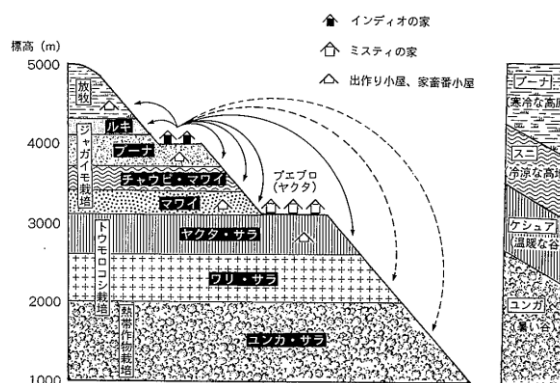 インディオの家
ミスティの家
出作り小屋、家畜番小屋
標高(m)
5000
4000
3000
2000
1000
放牧
ジャガイモ栽培
トウモロコシ栽培
熱帯作物栽培
ルキ
プーナ
チャウピ・マワイ
マワイ
プエブロ
(ヤクタ)
ヤクタ・サラ
ワリ・サラ
ユンカ・サラ
プーナ
(寒冷な高原
スニ
(冷涼な高地
ケシュア
(温暖な谷
ユンガ
(暑い谷